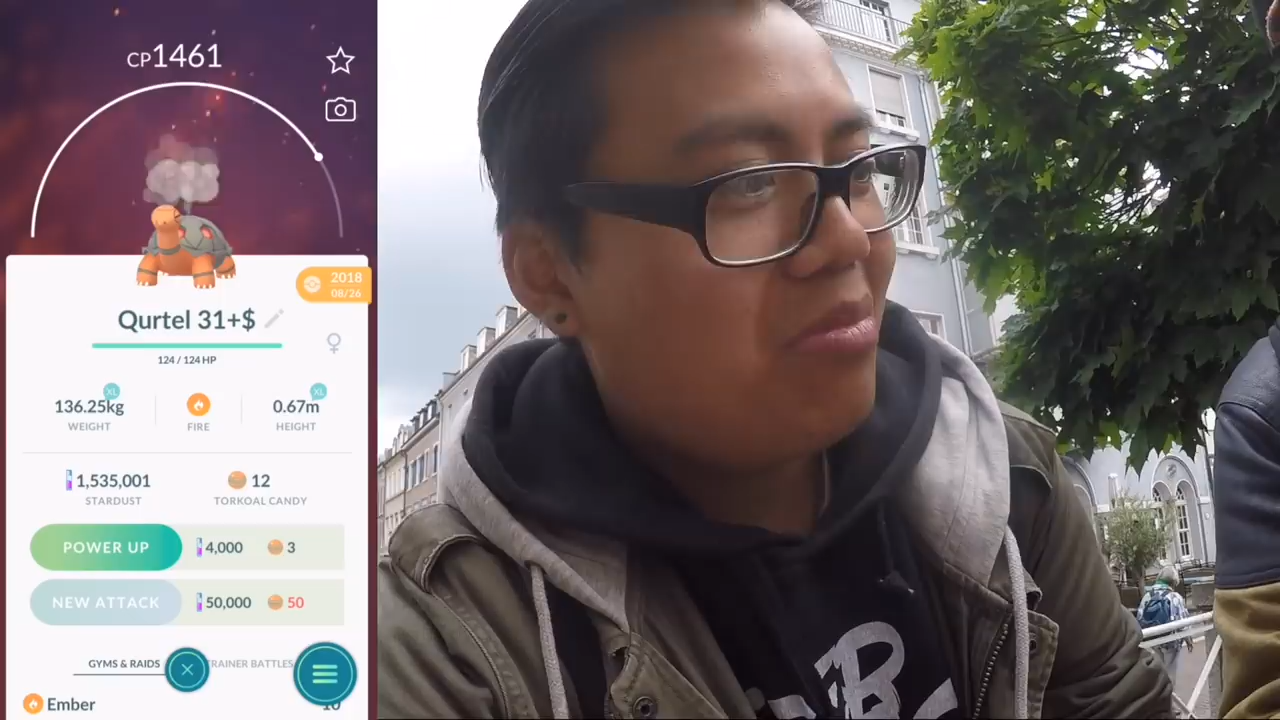 CP1461
2018
08/26
Qurtel 31+$
124 / 124 HP
XL XL
136.25kg 0.67m
WEIGHT FIRE HEIGHT
1,535,001 12
STARDUST TORKOAL CANDY
POWER UP 4,000 3
NEW ATTACK 50,000 50
GYMS & RAIDS TRAINER BATTLES
Ember 10